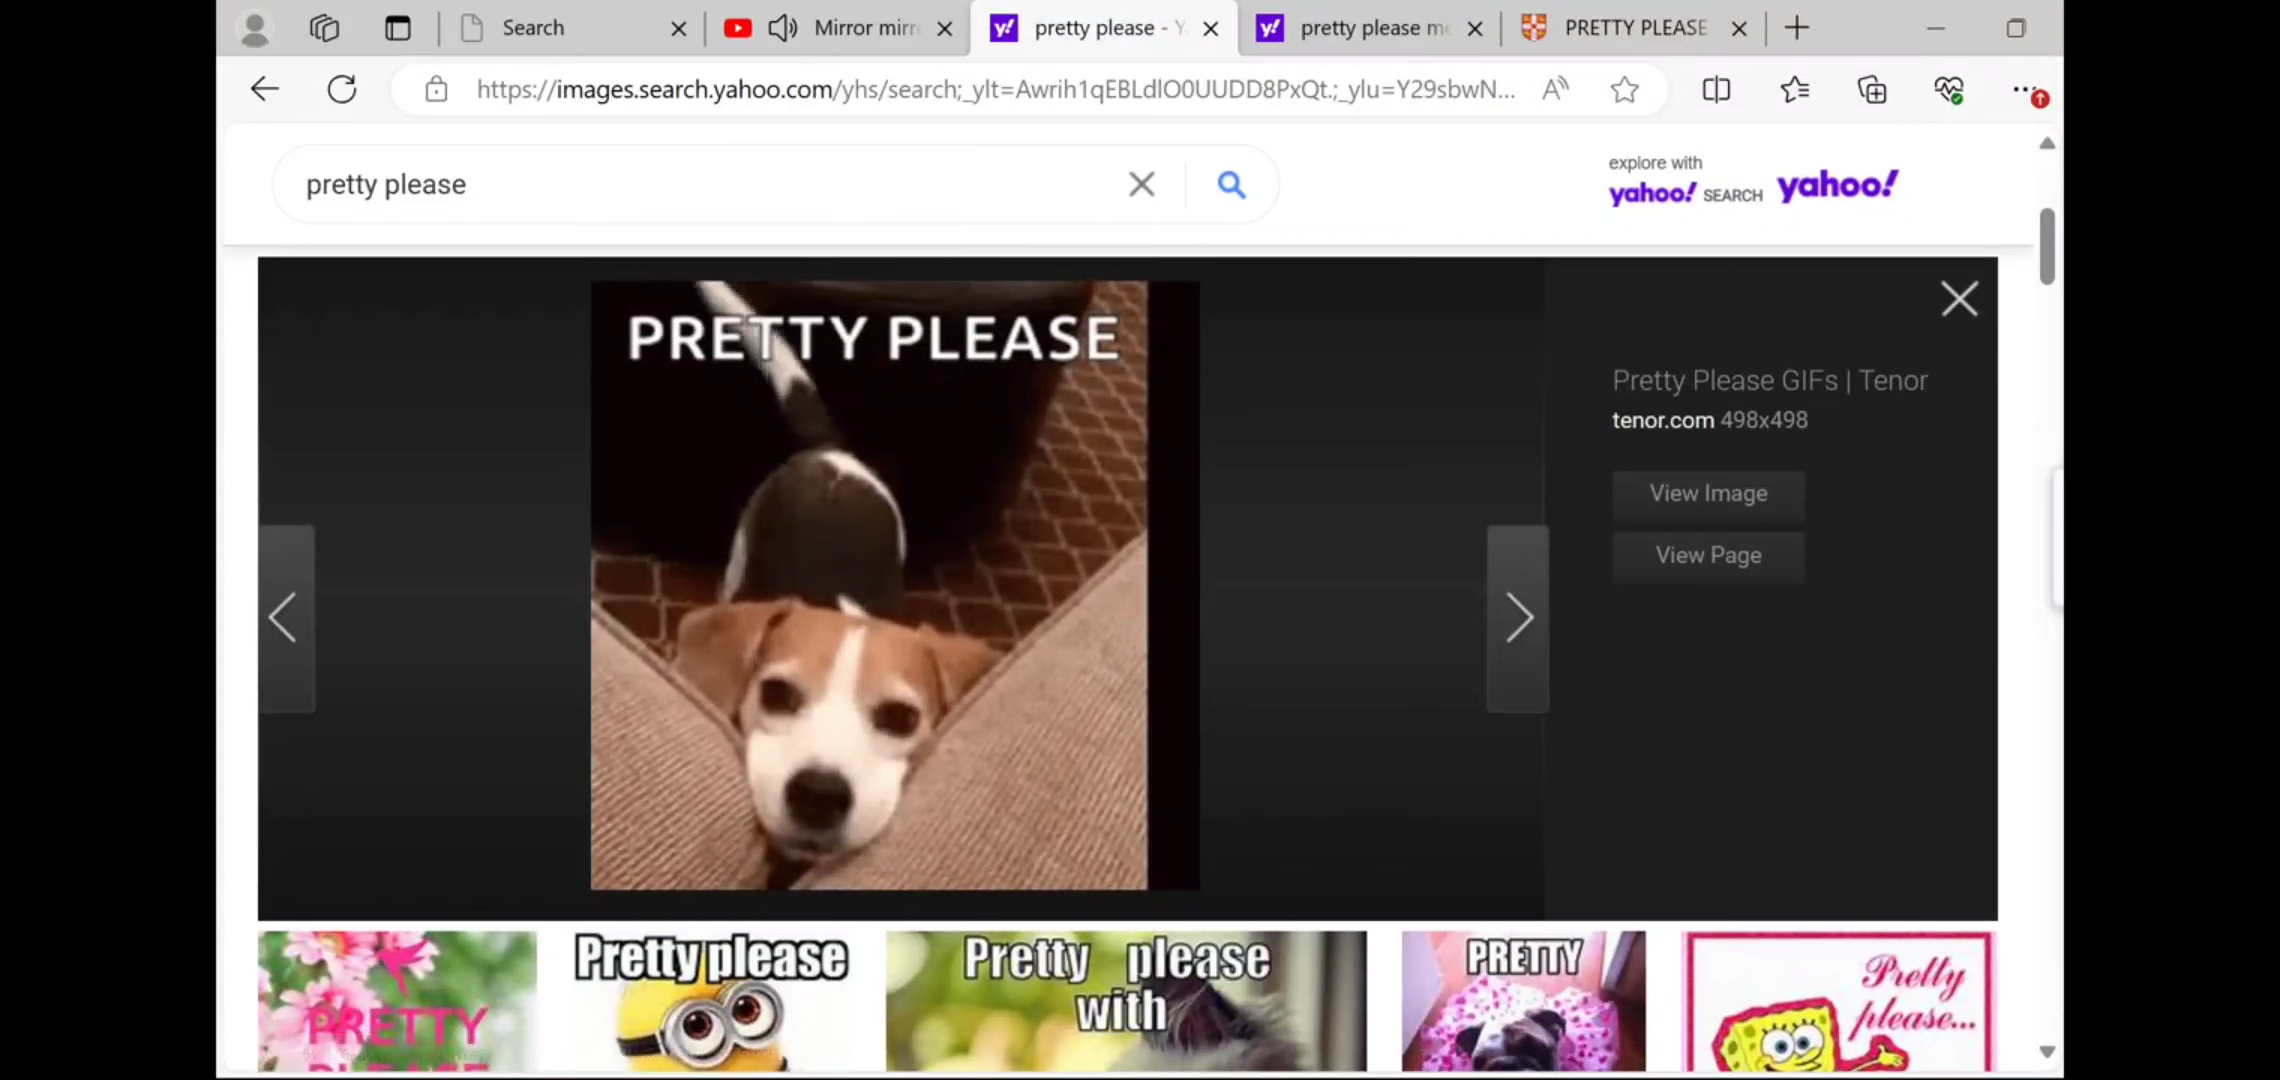 Search
Mirror mirr
pretty please - Y
pretty please me
PRETTY PLEASE
https://images.search.yahoo.com/yhs/search;_ylt=Awrih1qEBLdlO0UUDD8PxQt.;_ylu=Y29sbwN...
pretty please
explore with
yahoo! SEARCH yahoo!
PRETTY PLEASE
Pretty Please GIFs | Tenor
tenor.com 498x498
View Image
View Page
PRETTY
PLEASE
Pretty please
Pretty please
with
PRETTY
Pretty
please...